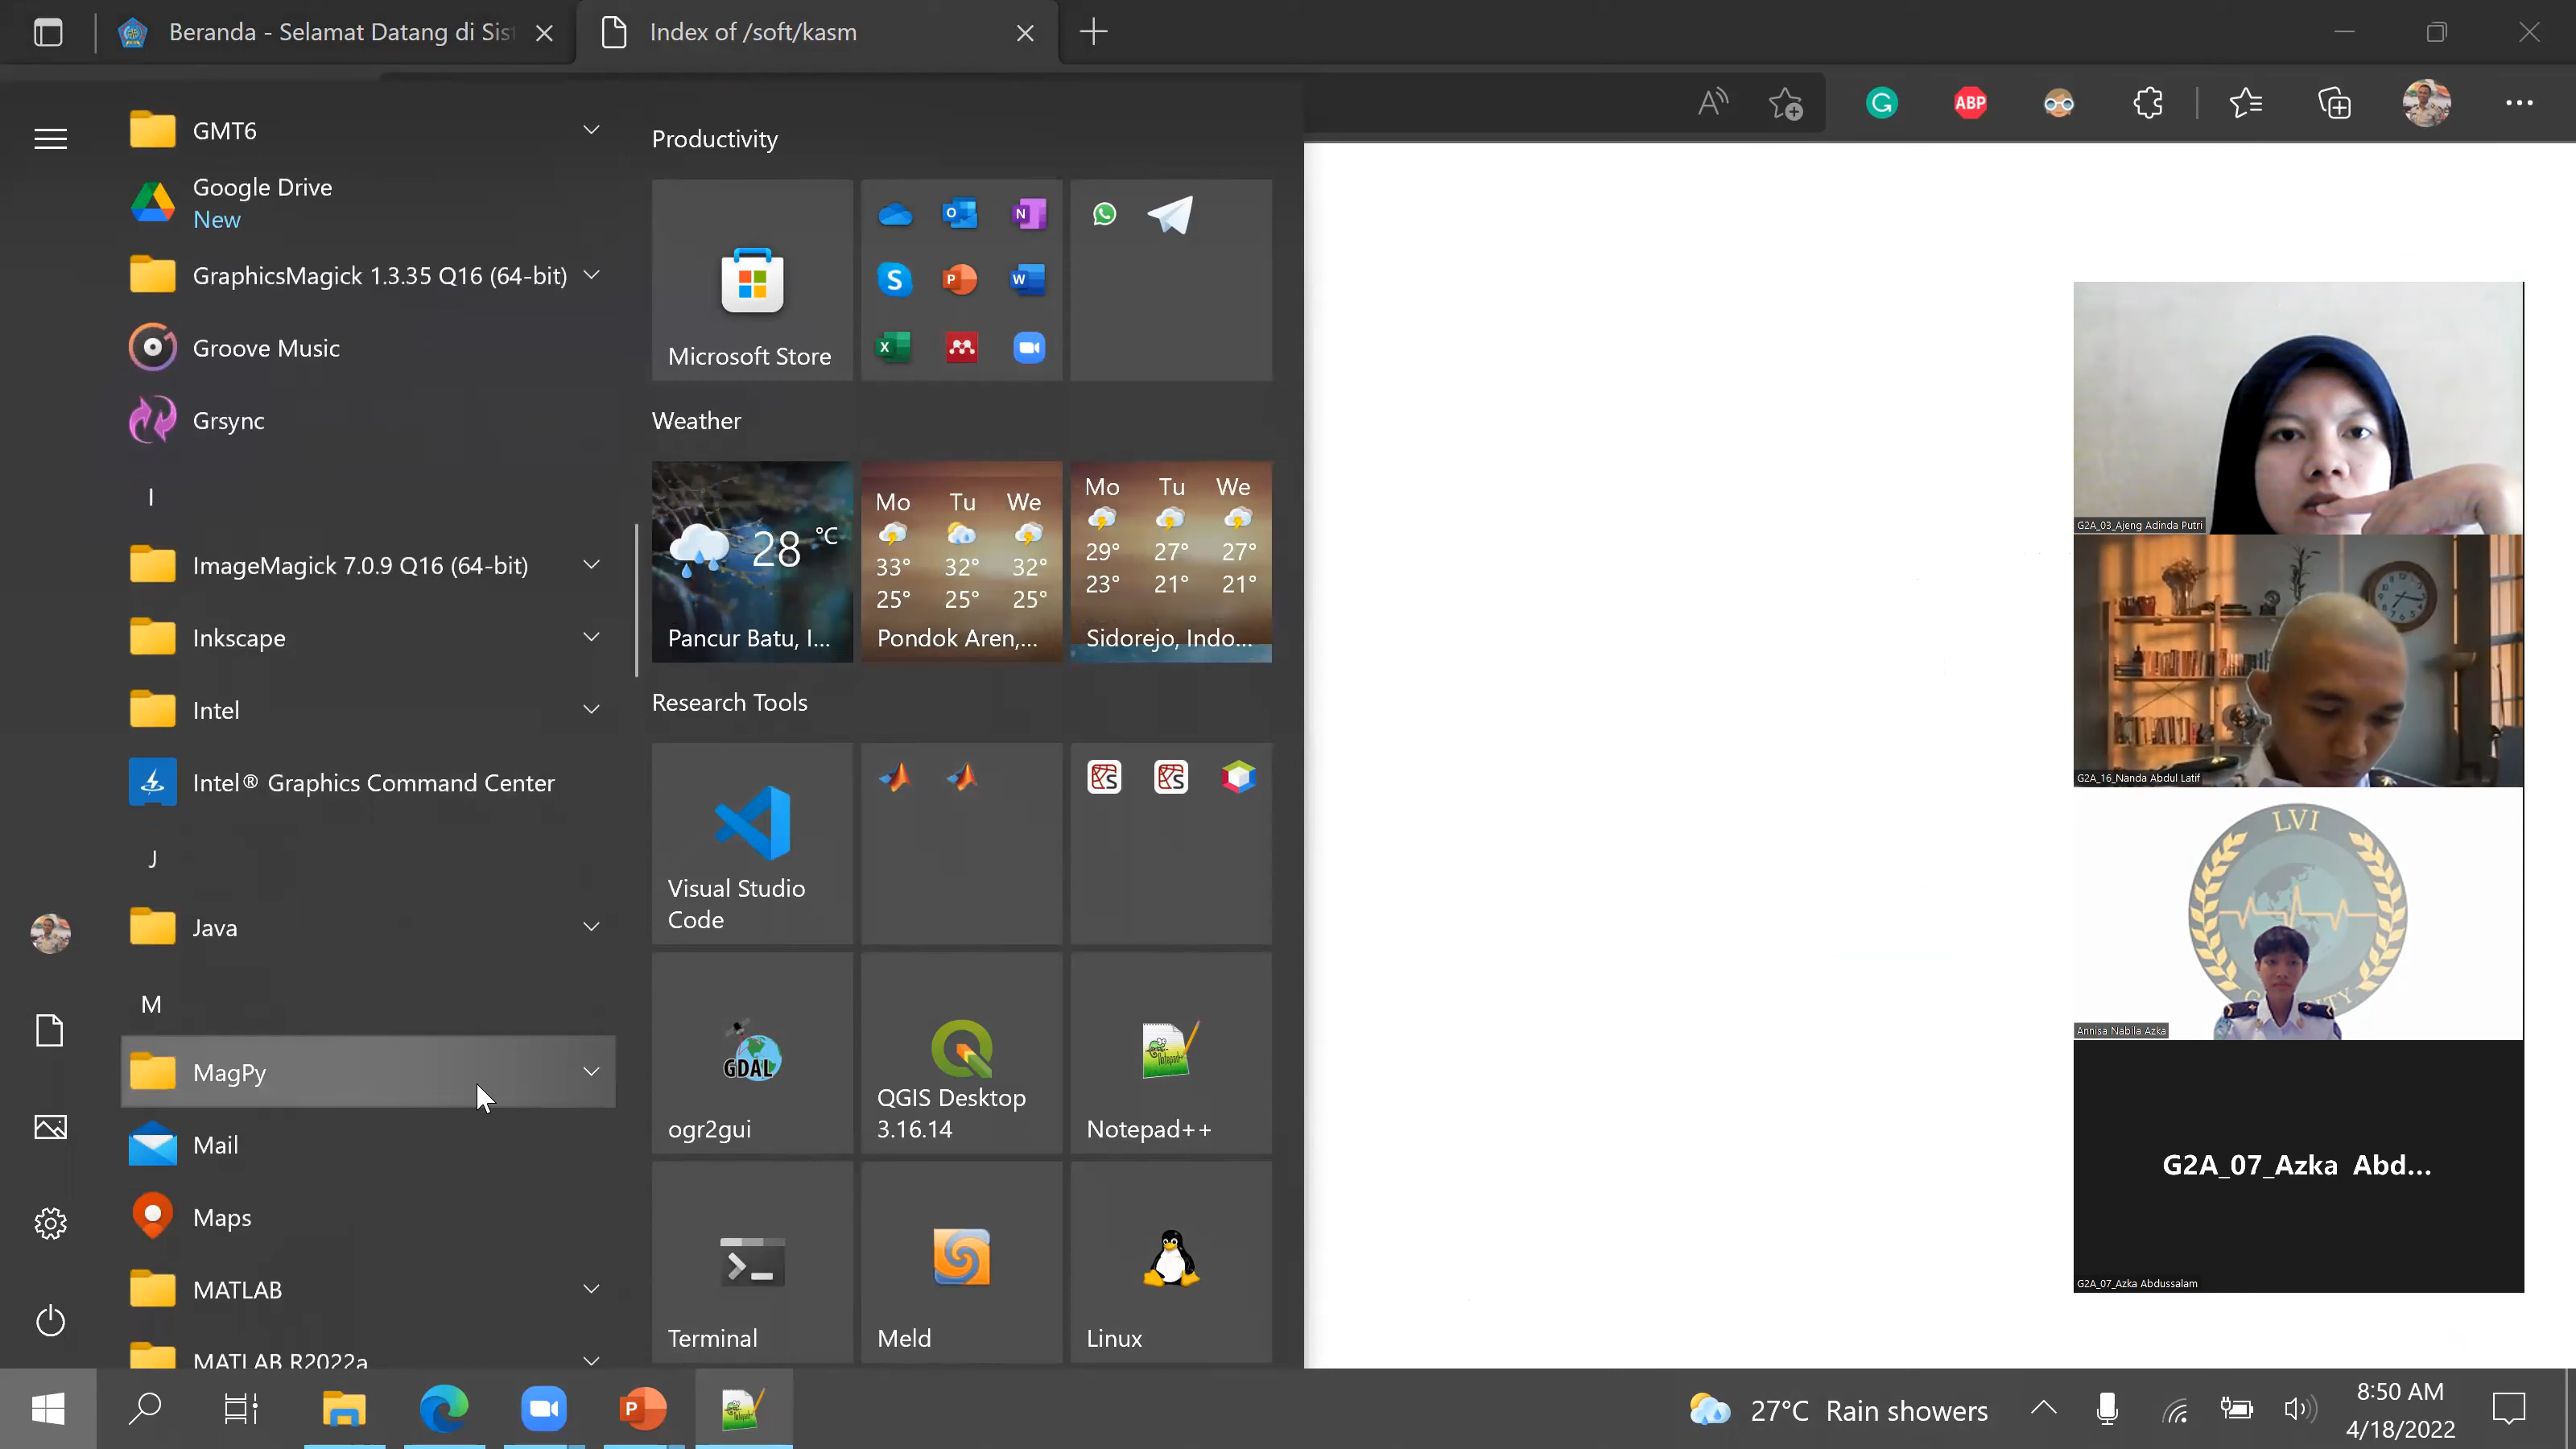 Beranda - Selamat Datang di Sis
Index of /soft/kasm
ABP
GMT6
Google Drive
New
GraphicsMagick 1.3.35 Q16 (64-bit)
Groove Music
Grsync
I
ImageMagick 7.0.9 Q16 (64-bit)
Inkscape
Intel
Intel® Graphics Command Center
J
Java
M
MagPy
Mail
Maps
MATLAB
MATLAB R2022a
Productivity
Microsoft Store
Weather
28 °C
Pancur Batu, I...
Mo Tu We
33° 32° 32°
25° 25° 25°
Pondok Aren,...
Mo Tu We
29° 27° 27°
23° 21° 21°
Sidorejo, Indo...
Research Tools
Visual Studio
Code
GDAL
ogr2gui
QGIS Desktop
3.16.14
Notepad++
Terminal
Meld
Linux
G2A_03_Ajeng Adinda Putri
G2A_16_Nanda Abdul Latif
LVI
Annisa Nabila Azka
G2A_07_Azka Abd...
G2A_07_Azka Abdussalam
27°C Rain showers
8:50 AM
4/18/2022